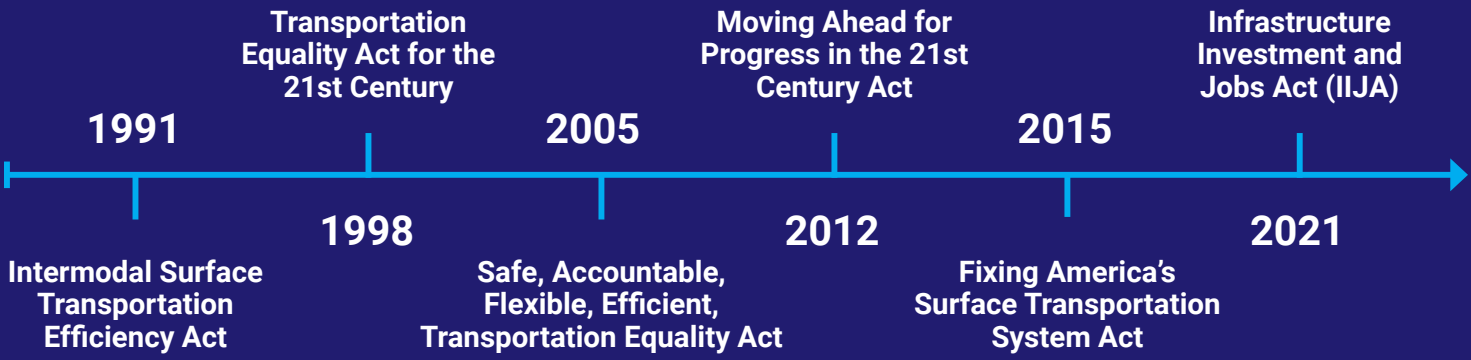 1991
Intermodal Surface
Transportation
Efficiency Act
Transportation
Equality Act for the
21st Century
1998
2005
Safe, Accountable,
Flexible, Efficient,
Transportation Equality Act
Moving Ahead for
Progress in the 21st
Century Act
2012
2015
Fixing America’s
Surface Transportation
System Act
Infrastructure
Investment and
Jobs Act (IIJA)
2021